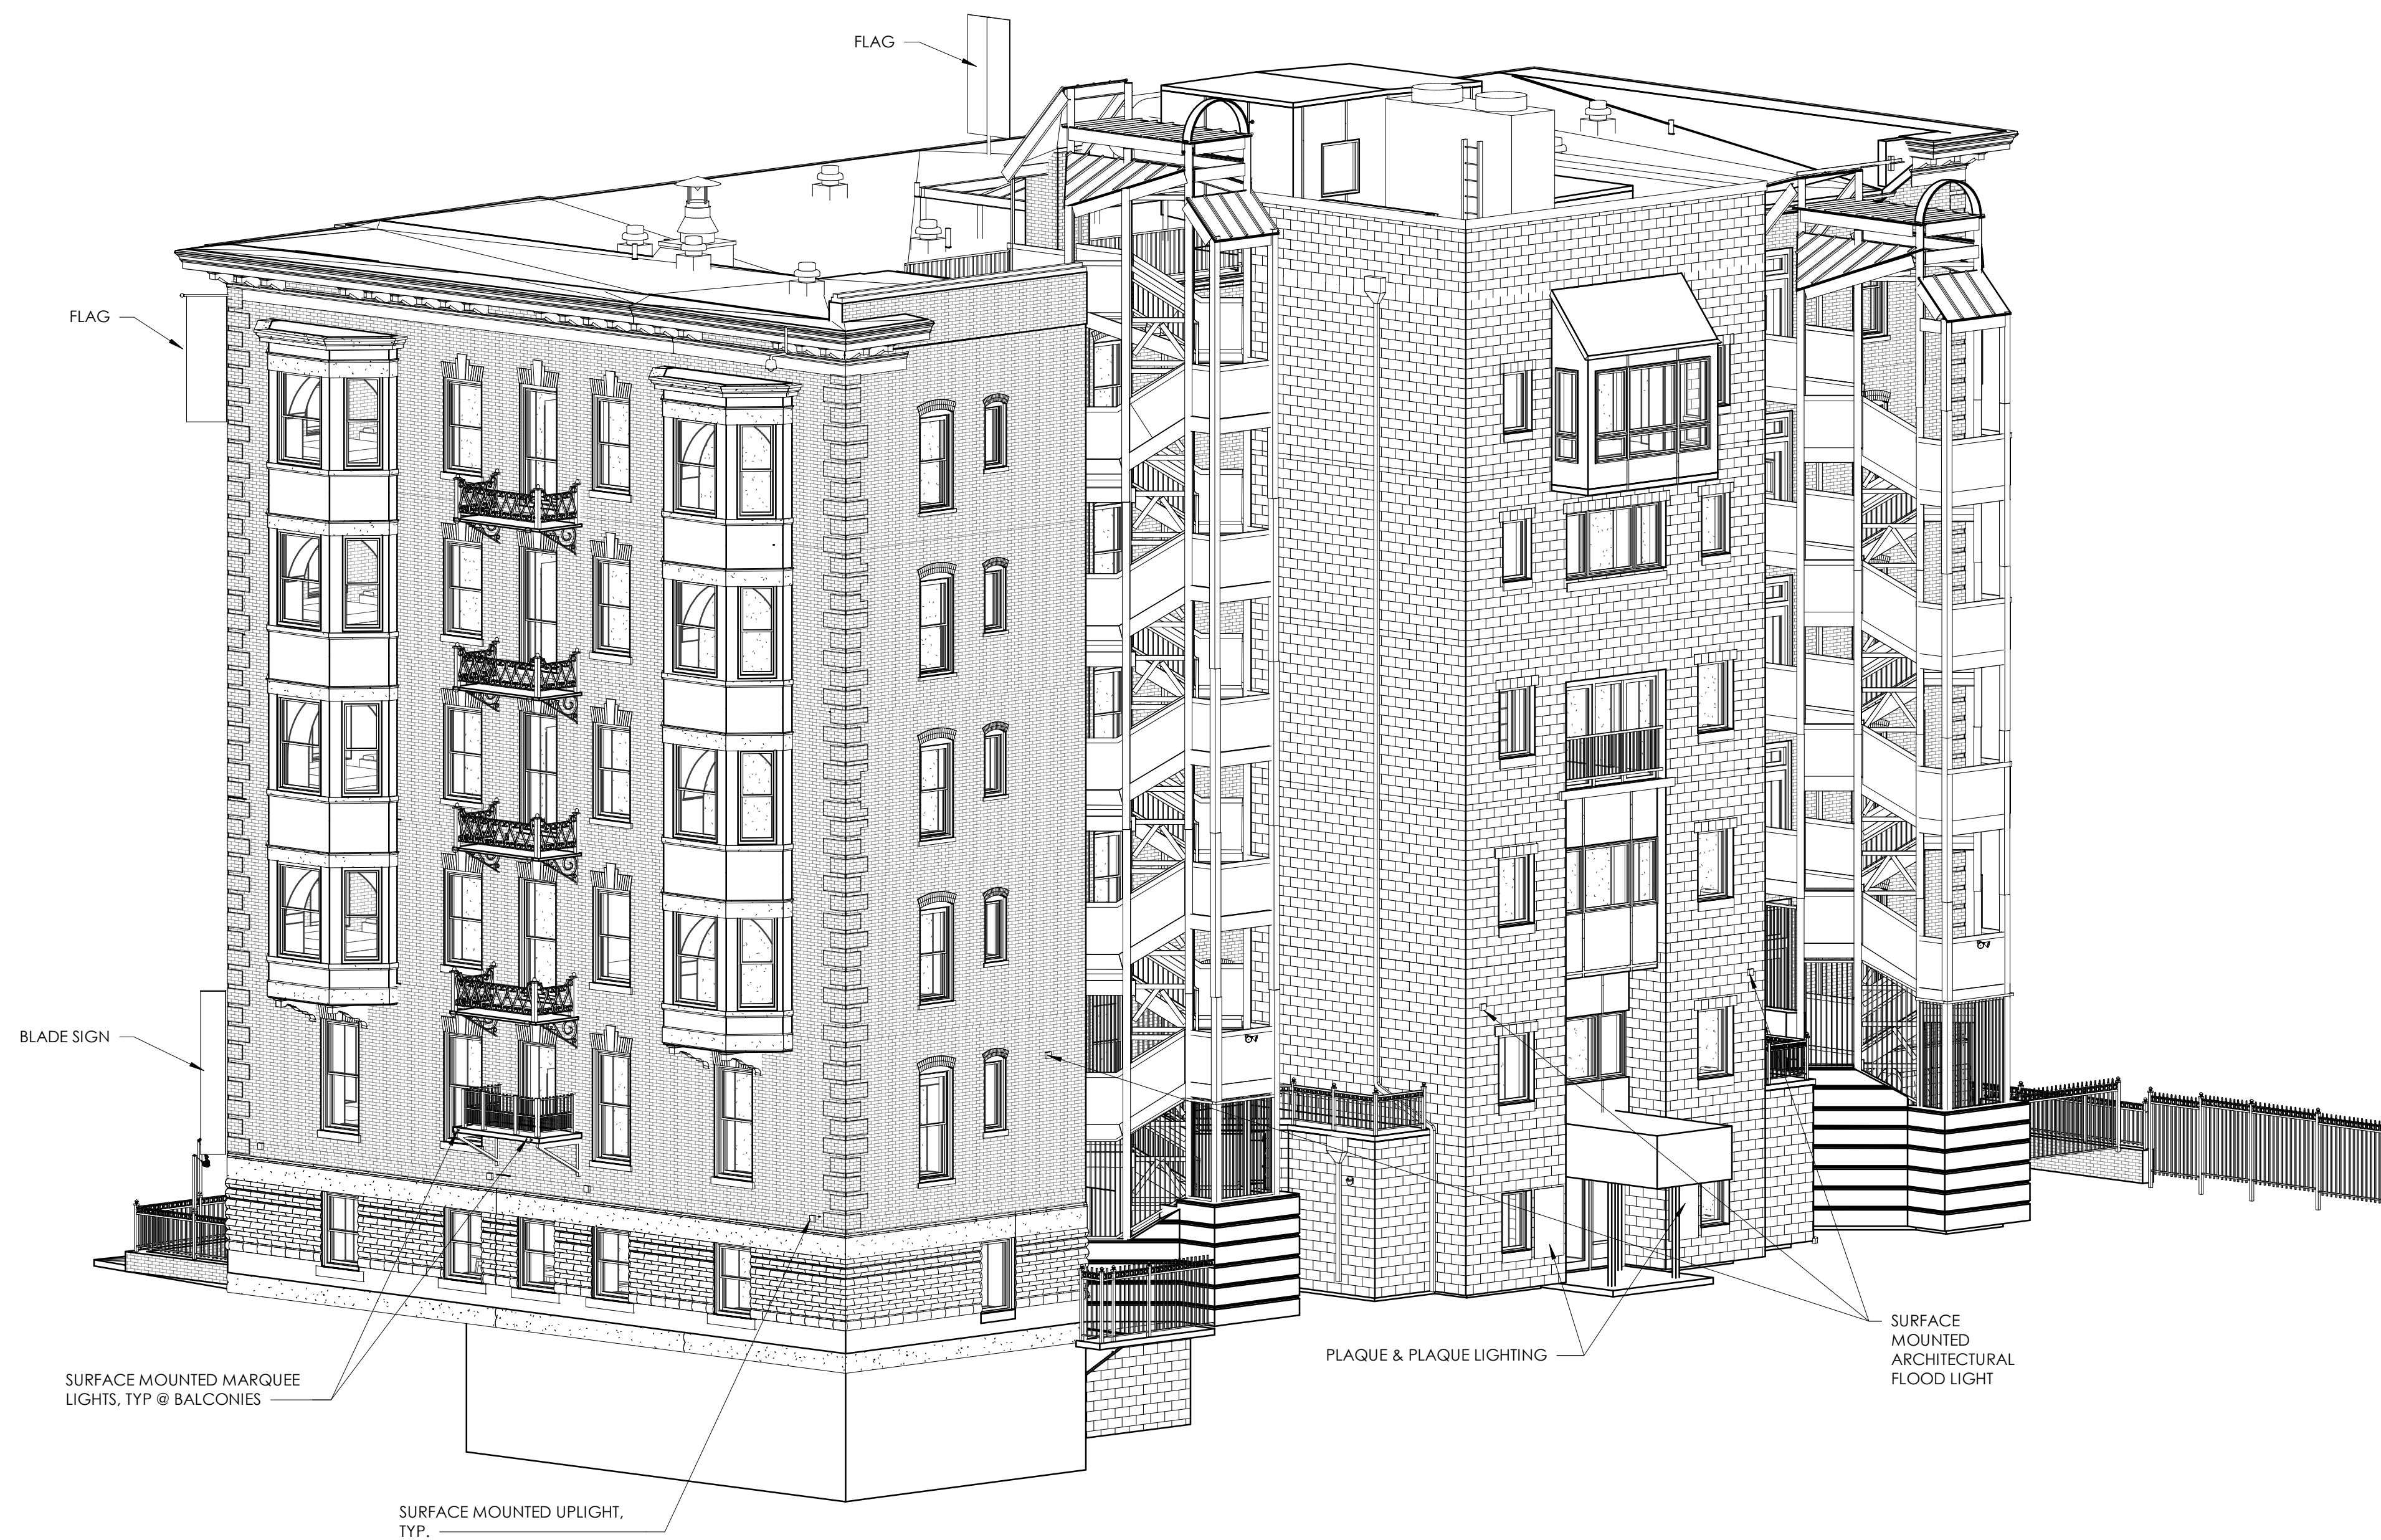 FLAG
FLAG
BLADE SIGN
SURFACE MOUNTED MARQUEE
LIGHTS, TYP @ BALCONIES
SURFACE MOUNTED UPLIGHT,
TYP.
PLAQUE & PLAQUE LIGHTING
SURFACE
MOUNTED
ARCHITECTURAL
FLOOD LIGHT